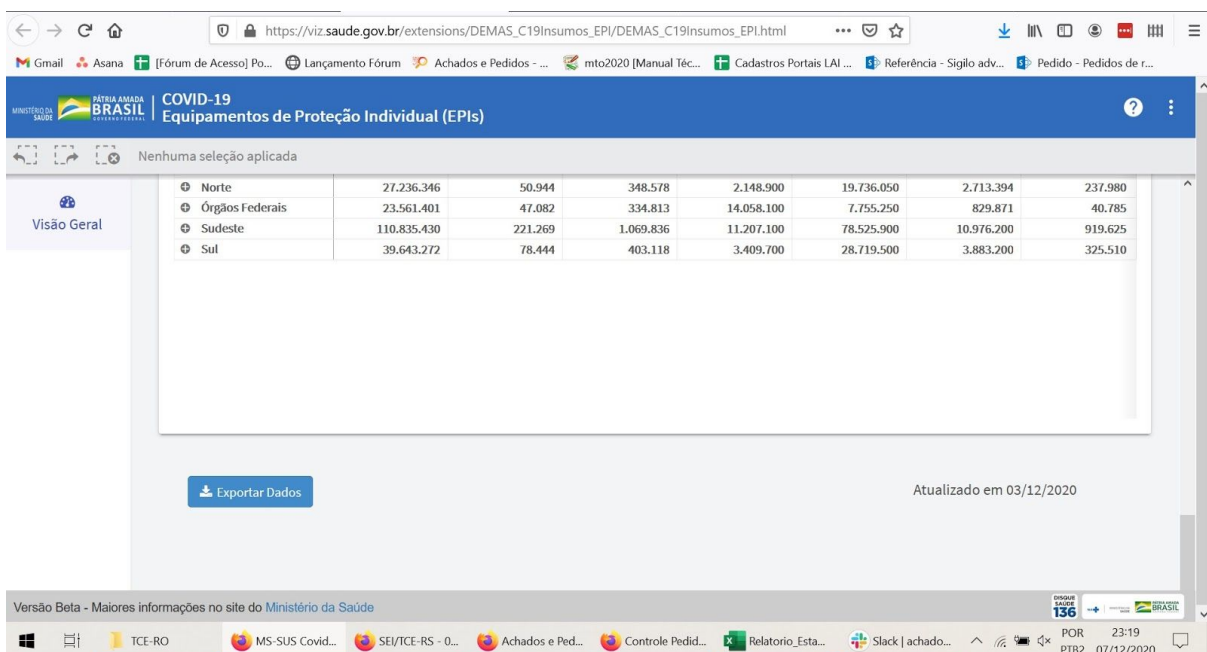 https://viz.saude.gov.br/extensions/DEMAS_C19Insumos_EPI/DEMAS_C19Insumos_EPI.html
Gmail Asana [Fórum de Acesso] Po... Lançamento Fórum Achados e Pedidos - ... mto2020 [Manual Téc... Cadastros Portais LAI ... Referência - Sigilo adv... Pedido - Pedidos de r...
MINISTÉRIO DA SAÚDE PÁTRIA AMADA BRASIL GOVERNO FEDERAL
COVID-19
Equipamentos de Proteção Individual (EPIs)
Nenhuma seleção aplicada
Visão Geral
Norte 27.236.346 50.944 348.578 2.148.900 19.736.050 2.713.394 237.980
Órgãos Federais 23.561.401 47.082 334.813 14.058.100 7.755.250 829.871 40.785
Sudeste 110.835.430 221.269 1.069.836 11.207.100 78.525.900 10.976.200 919.625
Sul 39.643.272 78.444 403.118 3.409.700 28.719.500 3.883.200 325.510
Exportar Dados Atualizado em 03/12/2020
Versão Beta - Maiores informações no site do Ministério da Saúde
DISQUE SAÚDE 136 BRASIL
TCE-RO MS-SUS Covid... SEI/TCE-RS - 0... Achados e Ped... Controle Pedid... Relatorio_Esta... Slack | achado... POR 23:19
PTB2 07/12/2020